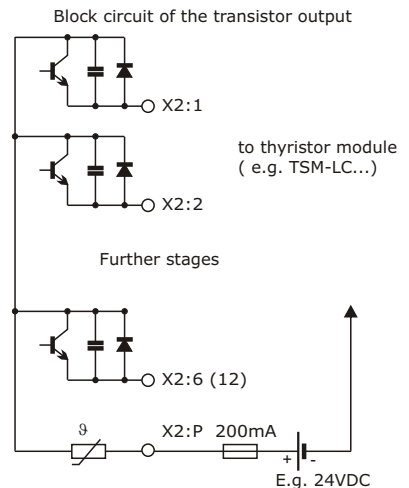 Block circuit of the transistor output
X2:1
to thyristor module
( e.g. TSM-LC...)
X2:2
Further stages
X2:6 (12)
ϑ
X2:P
200mA
+
-
E.g. 24VDC